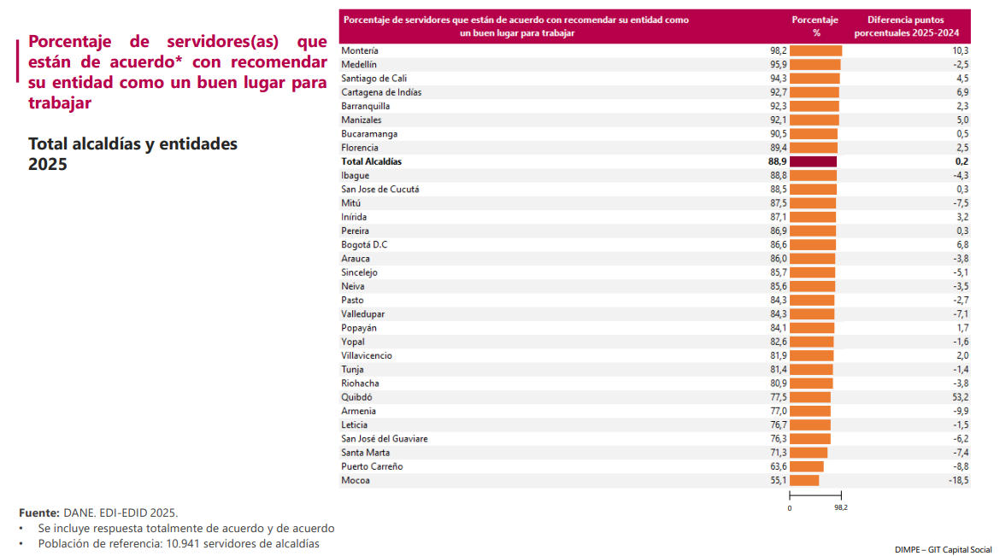 Porcentaje de servidores(as) que
están de acuerdo* con recomendar
su entidad como un buen lugar para
trabajar
Total alcaldías y entidades
2025
Porcentaje de servidores que están de acuerdo con recomendar su entidad como
un buen lugar para trabajar
Porcentaje
%
Diferencia puntos
porcentuales 2025-2024
Montería 98,2 10,3
Medellín 95,9 -2,5
Santiago de Cali 94,3 4,5
Cartagena de Indías 92,7 6,9
Barranquilla 92,3 2,3
Manizales 92,1 5,0
Bucaramanga 90,5 0,5
Florencia 89,4 2,5
Total Alcaldías 88,9 0,2
Ibague 88,8 -4,3
San Jose de Cucutá 88,5 0,3
Mitú 87,5 -7,5
Inírida 87,1 3,2
Pereira 86,9 0,3
Bogotá D.C 86,6 6,8
Arauca 86,0 -3,8
Sincelejo 85,7 -5,1
Neiva 85,6 -3,5
Pasto 84,3 -2,7
Valledupar 84,3 -7,1
Popayán 84,1 1,7
Yopal 82,6 -1,6
Villavicencio 81,9 2,0
Tunja 81,4 -1,4
Riohacha 80,9 -3,8
Quibdó 77,5 53,2
Armenia 77,0 -9,9
Leticia 76,7 -1,5
San José del Guaviare 76,3 -6,2
Santa Marta 71,3 -7,4
Puerto Carreño 63,6 -8,8
Mocoa 55,1 -18,5
0 98,2
Fuente: DANE. EDI-EDID 2025.
• Se incluye respuesta totalmente de acuerdo y de acuerdo
• Población de referencia: 10.941 servidores de alcaldías
DIMPE – GIT Capital Social